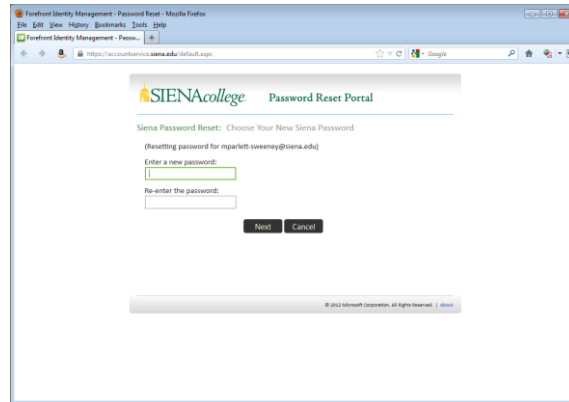 Forefront Identity Management - Password Reset - Mozilla Firefox
File Edit View History Bookmarks Tools Help
Forefront Identity Management - Passw... +
https://accountservice.siena.edu/default.aspx Google
SIENAcollege Password Reset Portal
Siena Password Reset: Choose Your New Siena Password
(Resetting password for mparlett-sweeney@siena.edu)
Enter a new password:
Re-enter the password:
Next Cancel
© 2012 Microsoft Corporation. All Rights Reserved. | About